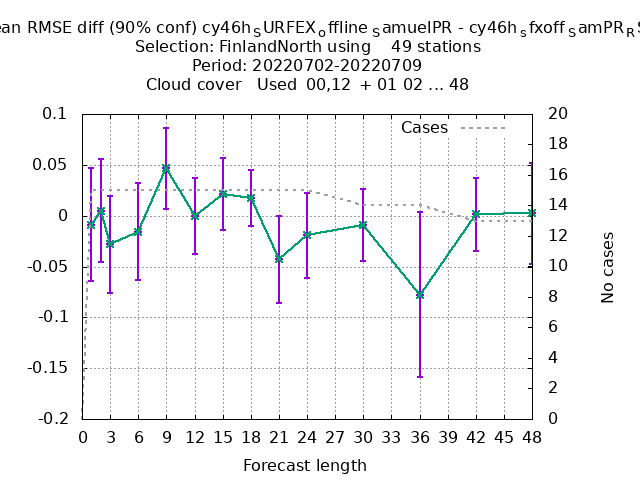 ean RMSE diff (90% conf) cy46h_SURFEX_offline_SamuelPR - cy46h_sfxoff_SamPR_RS
Selection: FinlandNorth using 49 stations
Period: 20220702-20220709
Cloud cover Used 00,12 + 01 02 ... 48
Cases
0.1
0.05
0
-0.05
-0.1
-0.15
-0.2
20
18
16
14
12
10
8
6
4
2
0
No cases
0 3 6 9 12 15 18 21 24 27 30 33 36 39 42 45 48
Forecast length